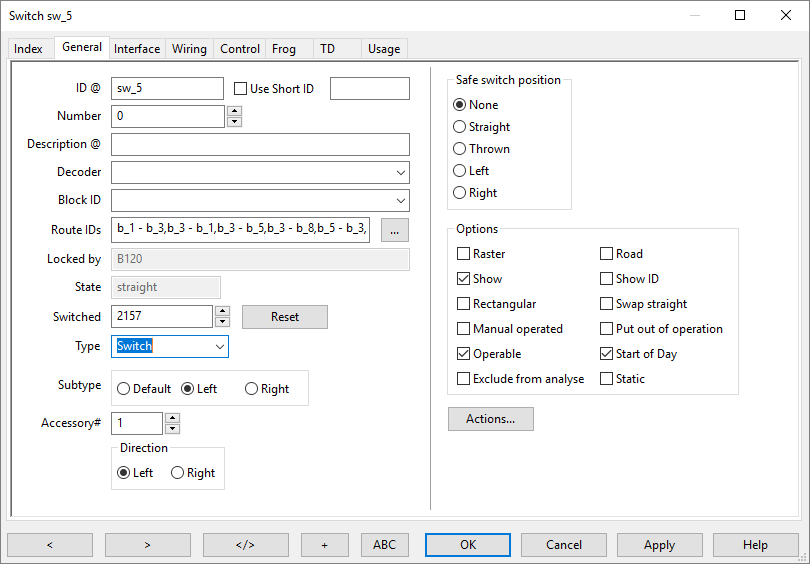 Switch sw_5
Index General Interface Wiring Control Frog TD Usage
ID @ sw_5 Use Short ID
Number 0
Description @
Decoder
Block ID
Route IDs b_1 - b_3,b_3 - b_1,b_3 - b_5,b_3 - b_8,b_5 - b_3, ...
Locked by B120
State straight
Switched 2157 Reset
Type Switch
Subtype Default Left Right
Accessory# 1
Direction
Left Right
Safe switch position
None
Straight
Thrown
Left
Right
Options
Raster Road
Show Show ID
Rectangular Swap straight
Manual operated Put out of operation
Operable Start of Day
Exclude from analyse Static
Actions...
< > </> + ABC OK Cancel Apply Help